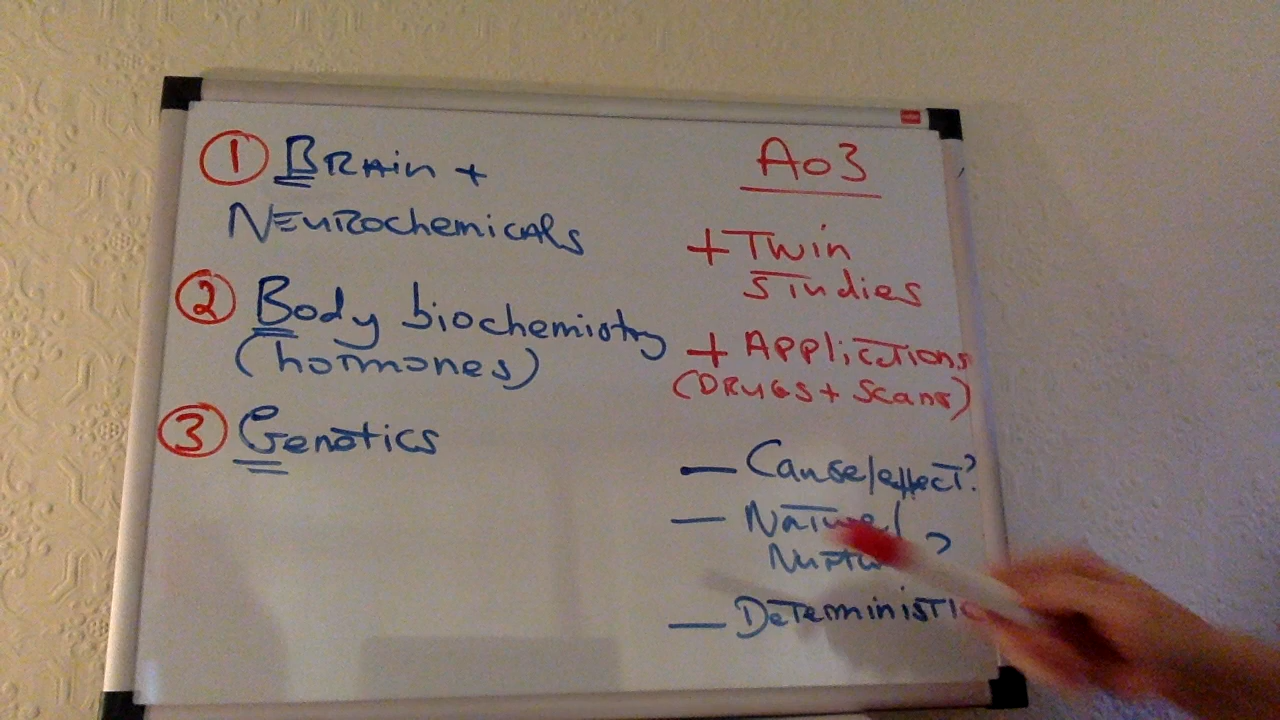 ① Brain +
Neurochemicals
② Body biochemistry
(hormones)
③ Genetics
Ao3
+ Twin
Studies
+ Applications
(Drugs + Scans)
— Cause/effect?
— Nature/
?
— Deterministic